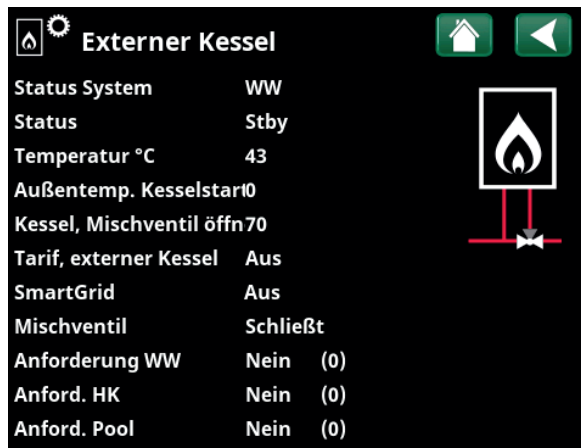 Externer Kessel
Status System WW
Status Stby
Temperatur °C 43
Außentemp. Kesselstart 0
Kessel, Mischventil öffn 70
Tarif, externer Kessel Aus
SmartGrid Aus
Mischventil Schließt
Anforderung WW Nein (0)
Anford. HK Nein (0)
Anford. Pool Nein (0)